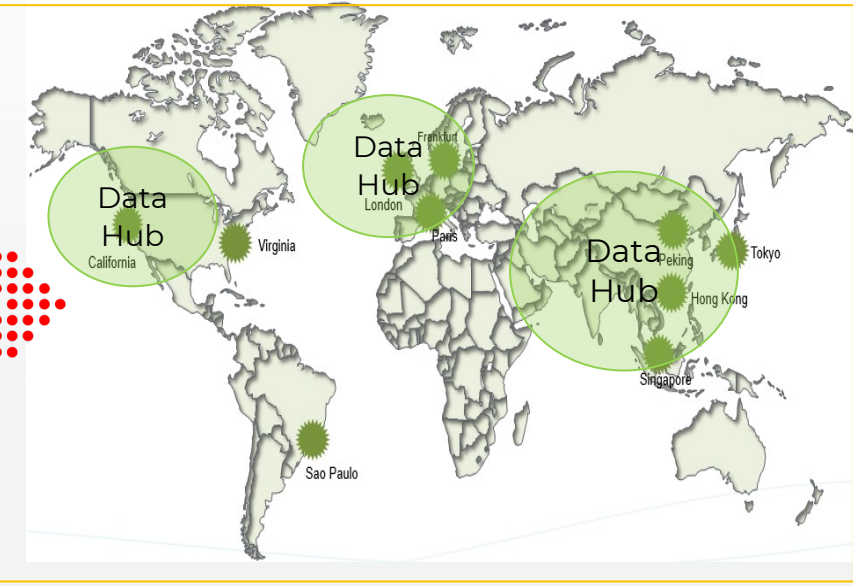 Frankfurt
Data
Hub
London
Paris
Data
Hub
California
Virginia
Data
Hub
Peking
Tokyo
Hong Kong
Singapore
Sao Paulo